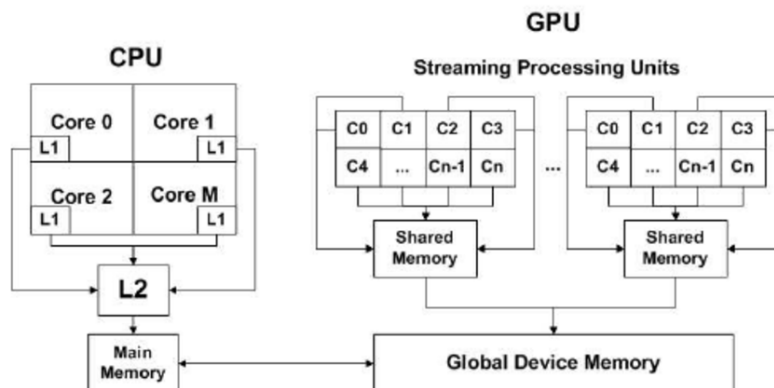 GPU
CPU
Streaming Processing Units
Core 0 Core 1
L1 L1
Core 2 Core M
L1 L1
C0 C1 C2 C3
C4 ... Cn-1 Cn
...
C0 C1 C2 C3
C4 ... Cn-1 Cn
Shared
Memory
Shared
Memory
L2
Main
Memory
Global Device Memory